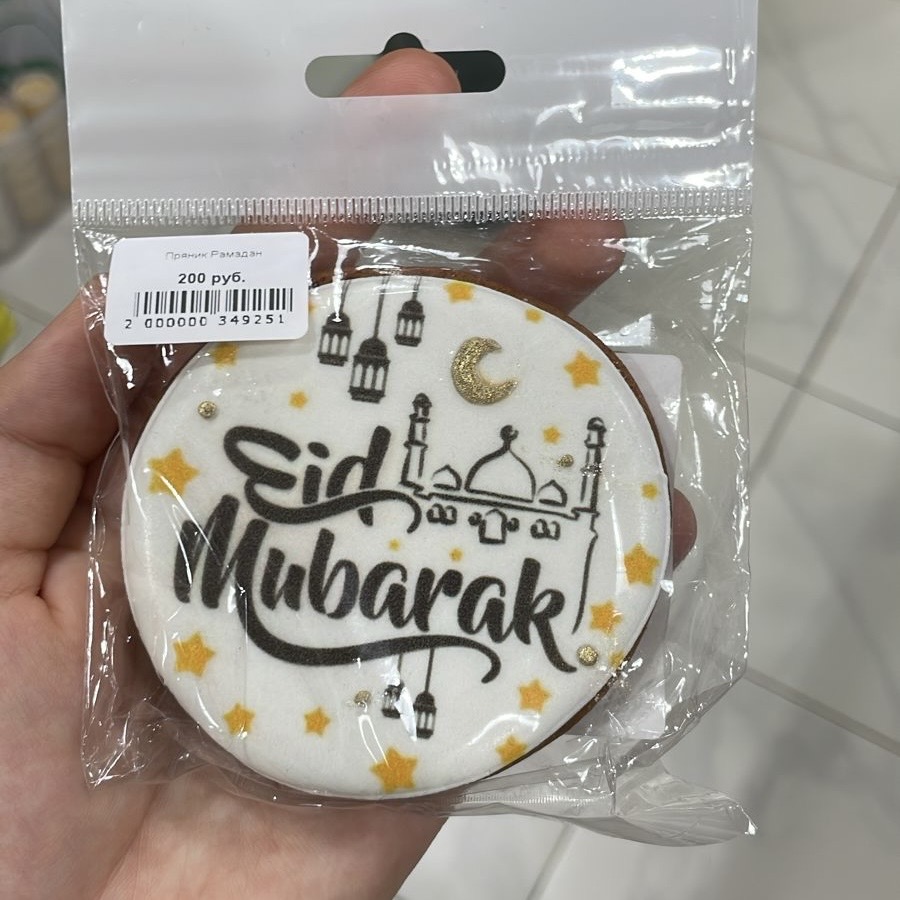 Пряник Рамадан
200 руб.
2 000000 349251
Eid
Mubarak